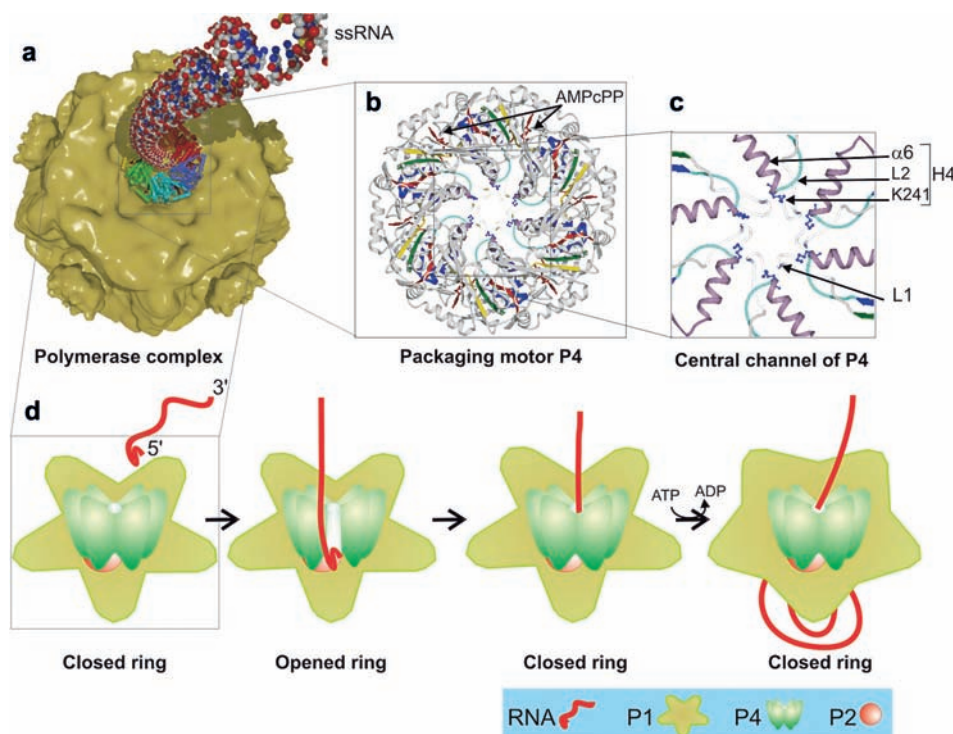 a
ssRNA
b
AMPcPP
c
α6
L2
H4
K241
L1
Polymerase complex
Packaging motor P4
Central channel of P4
d
3'
5'
ATP
ADP
Closed ring
Opened ring
Closed ring
Closed ring
RNA
P1
P4
P2